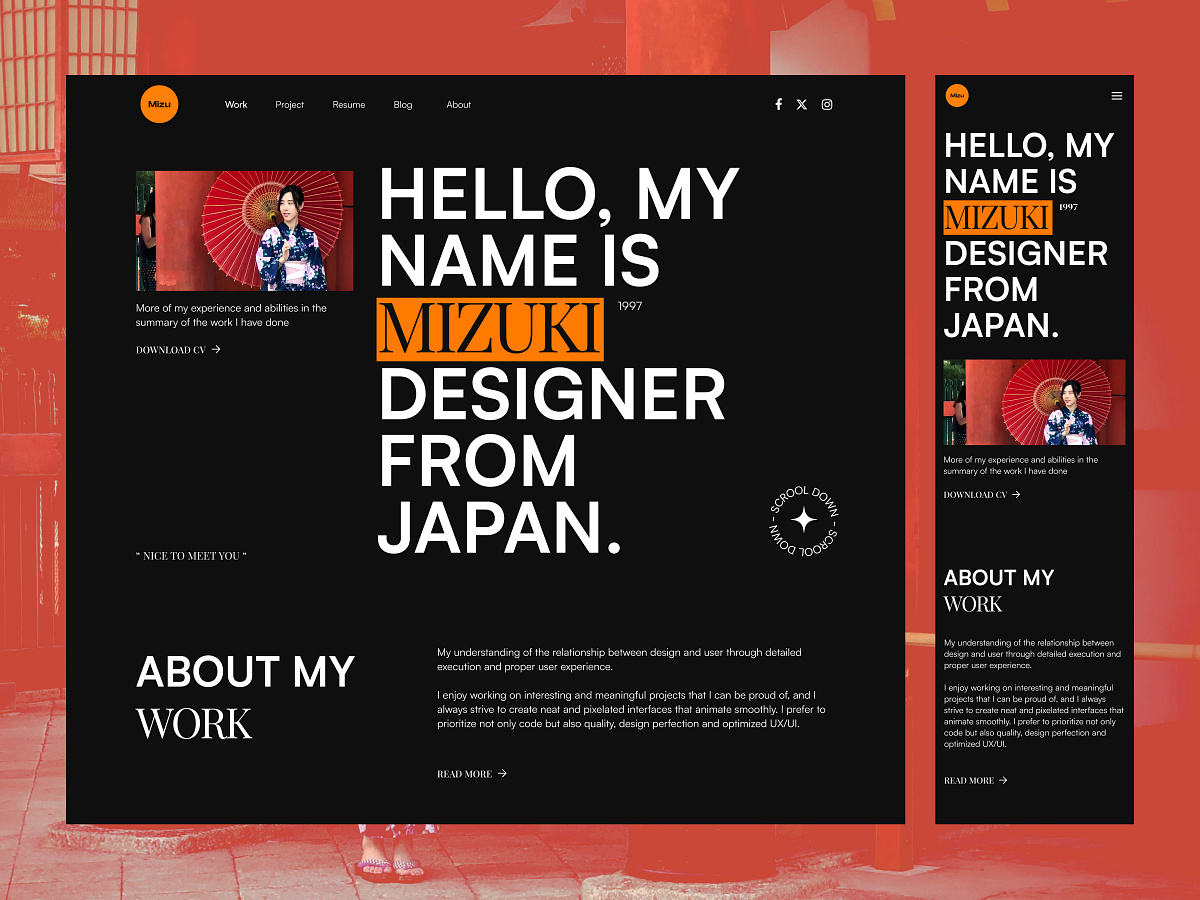 Mizu
Work Project Resume Blog About
HELLO, MY
NAME IS
MIZUKI 1997
DESIGNER
FROM
JAPAN.
More of my experience and abilities in the
summary of the work I have done
DOWNLOAD CV →
“ NICE TO MEET YOU “
SCROOL DOWN - SCROOL DOWN -
ABOUT MY
WORK
My understanding of the relationship between design and user through detailed
execution and proper user experience.
I enjoy working on interesting and meaningful projects that I can be proud of, and I
always strive to create neat and pixelated interfaces that animate smoothly. I prefer to
prioritize not only code but also quality, design perfection and optimized UX/UI.
READ MORE →
Mizu
HELLO, MY
NAME IS
MIZUKI 1997
DESIGNER
FROM
JAPAN.
More of my experience and abilities in the
summary of the work I have done
DOWNLOAD CV →
ABOUT MY
WORK
My understanding of the relationship between
design and user through detailed execution and
proper user experience.
I enjoy working on interesting and meaningful
projects that I can be proud of, and I always
strive to create neat and pixelated interfaces that
animate smoothly. I prefer to prioritize not only
code but also quality, design perfection and
optimized UX/UI.
READ MORE →